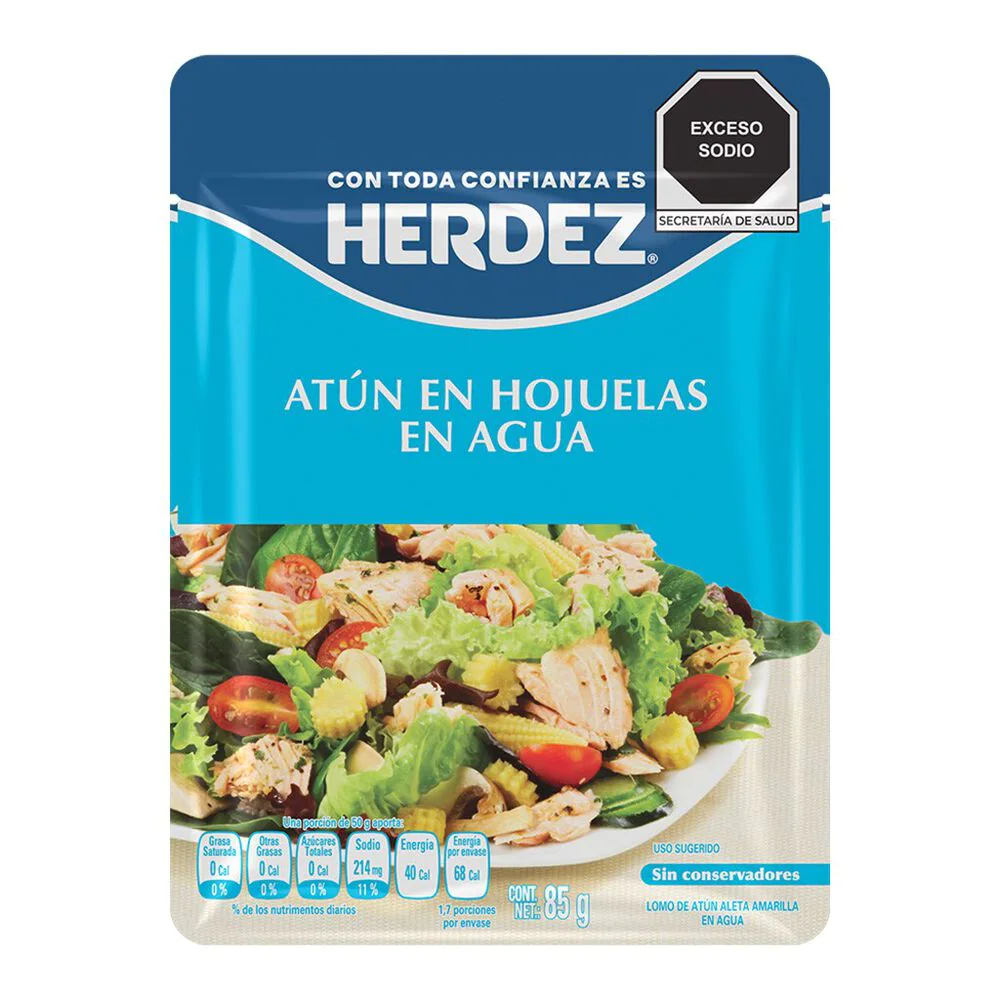 EXCESO
SODIO
SECRETARÍA DE SALUD
CON TODA CONFIANZA ES
HERDEZ®
ATÚN EN HOJUELAS
EN AGUA
Una porción de 50 g aporta:
Grasa Saturada 0 Cal 0 %
Otras Grasas 0 Cal 0 %
Azúcares Totales 0 Cal 0 %
Sodio 214 mg 11 %
Energía 40 Cal
Energía por envase 68 Cal
% de los nutrimentos diarios
1,7 porciones
por envase
CONT.
NET.: 85 g
USO SUGERIDO
Sin conservadores
LOMO DE ATÚN ALETA AMARILLA
EN AGUA